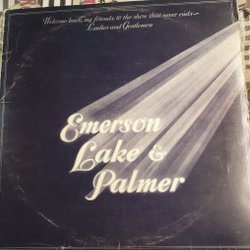 Welcome back, my friends, to the show that never ends—
Ladies and Gentlemen
Emerson
Lake &
Palmer